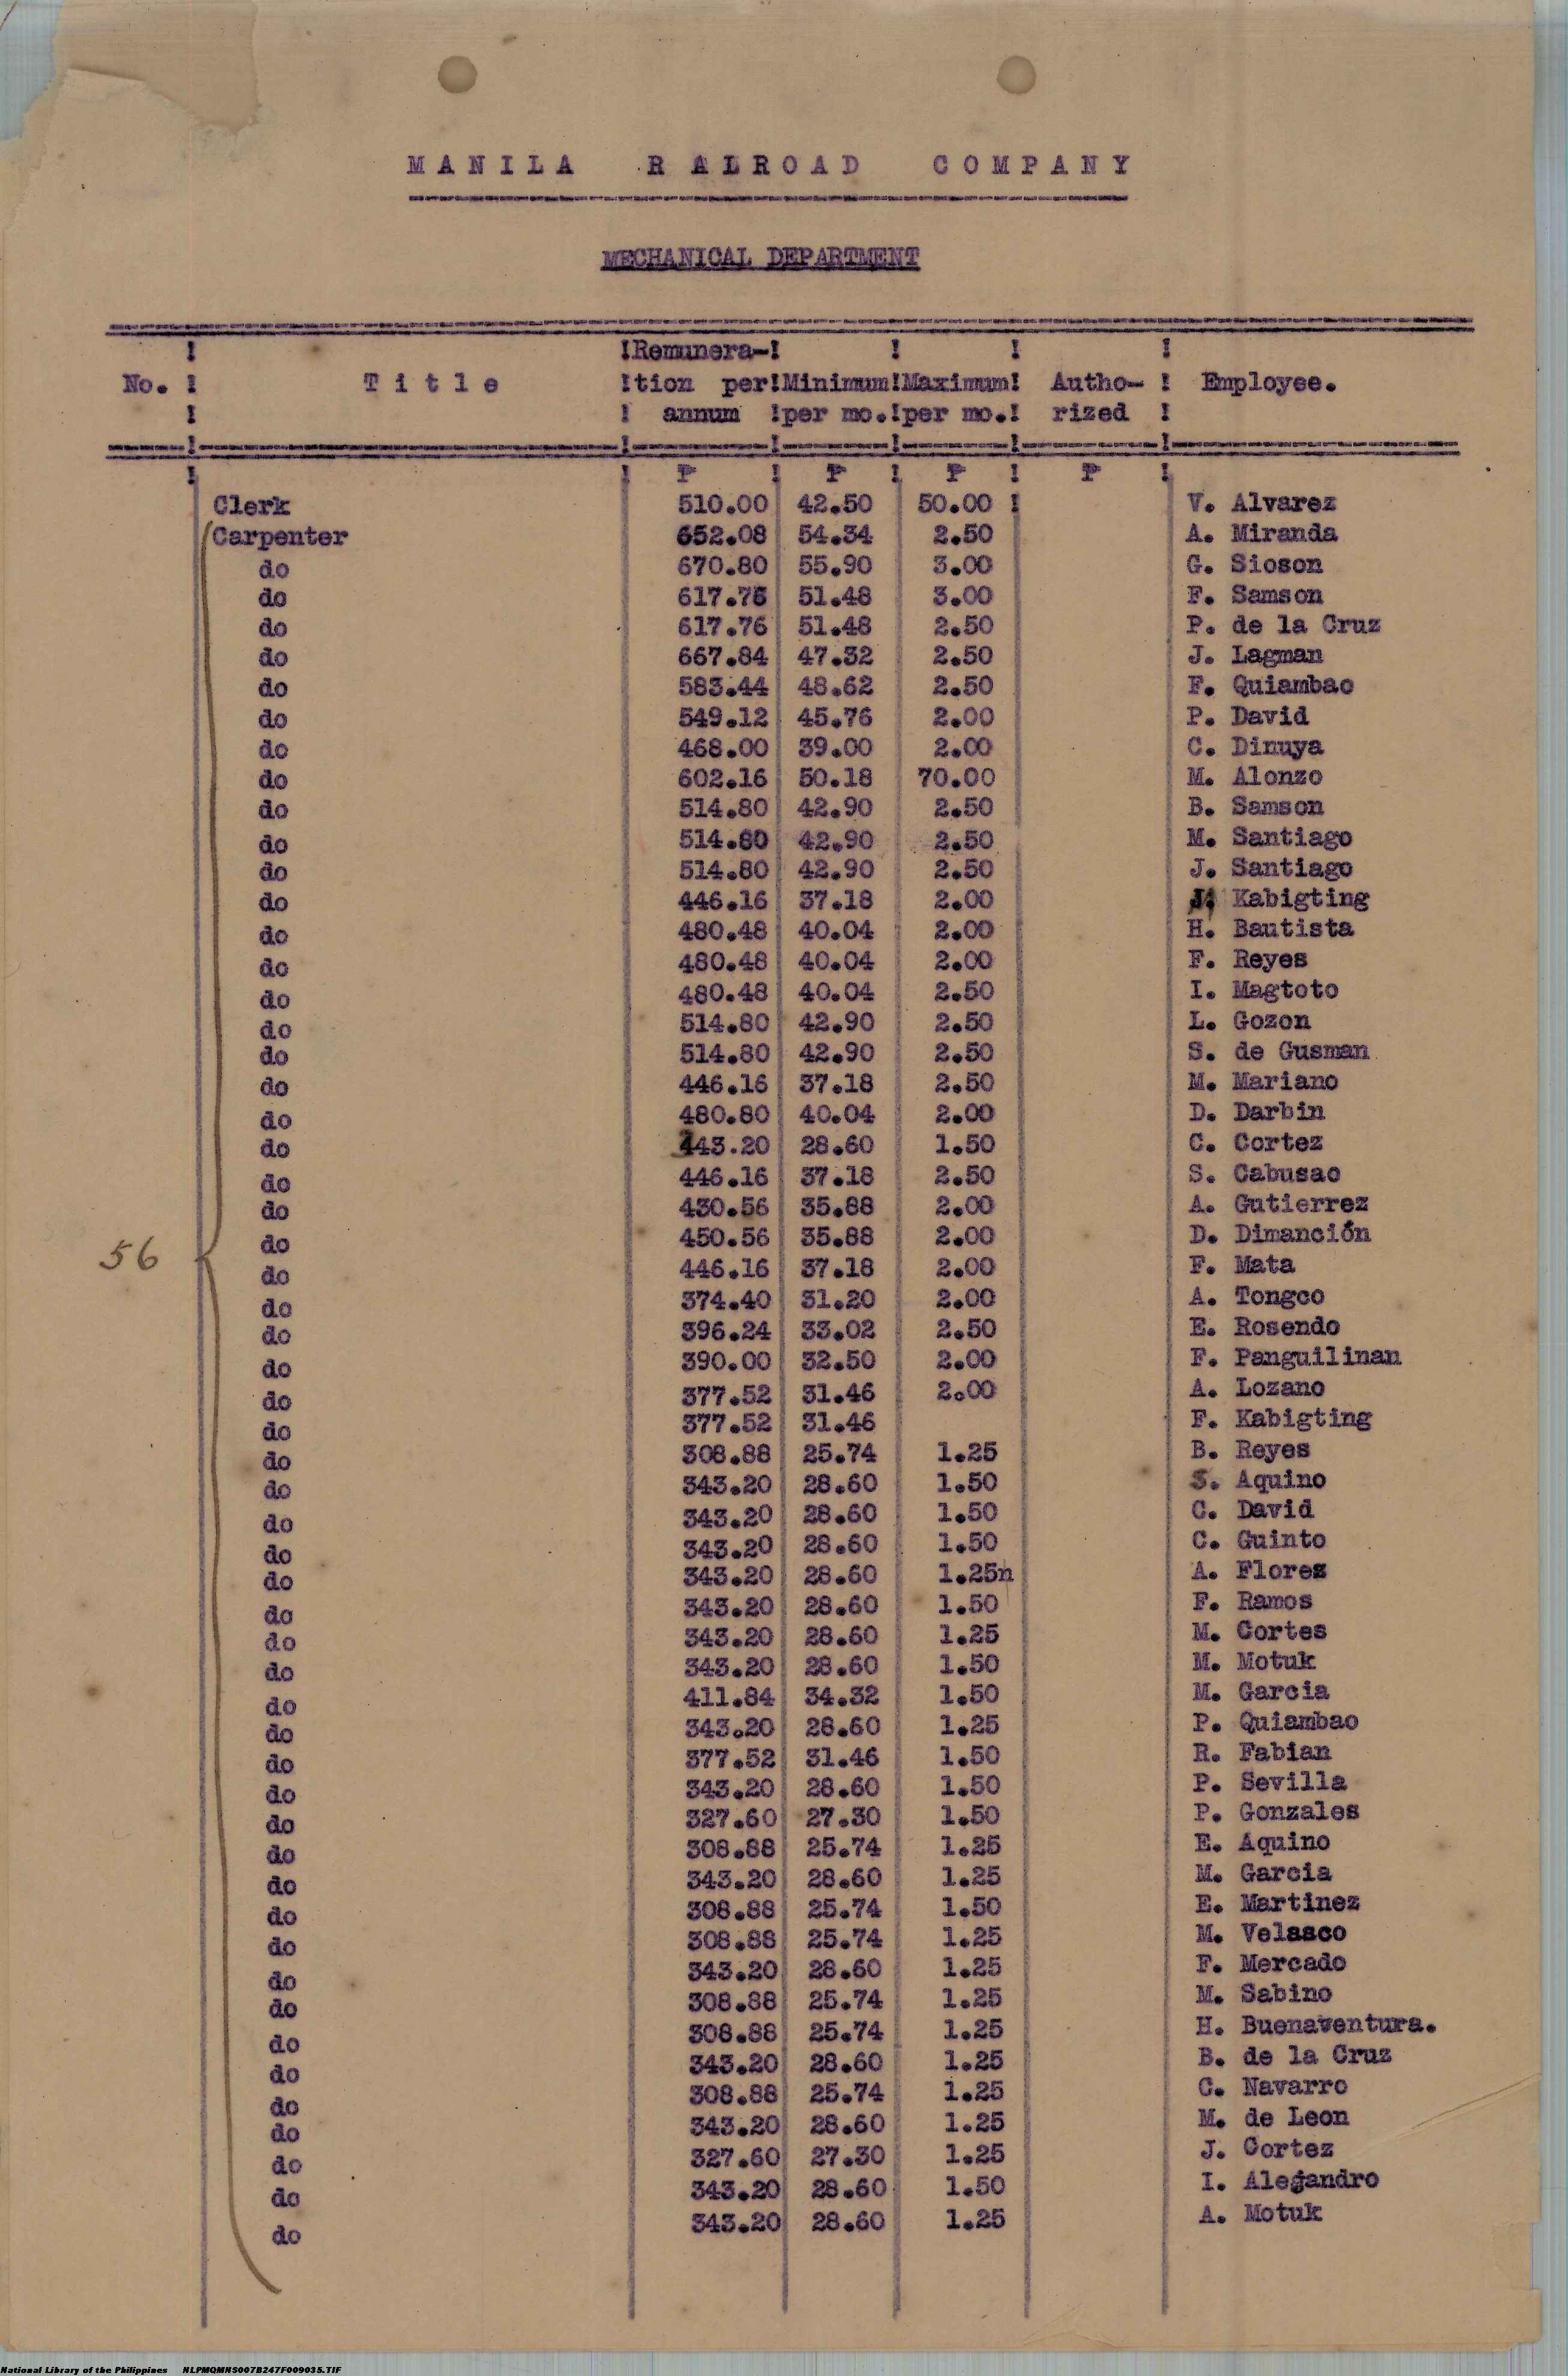 MANILA RALROAD COMPANY
MECHANICAL DEPARTMENT
No. ! Title !Remunera-tion per annum ! Minimum per mo. ! Maximum per mo. ! Autho-rized ! Employee.
! ! ₱ ! ₱ ! ₱ ! ₱ !
Clerk 510.00 42.50 50.00 ! V. Alvarez
Carpenter 652.08 54.34 2.50 A. Miranda
do 670.80 55.90 3.00 G. Sioson
do 617.76 51.48 3.00 F. Samson
do 617.76 51.48 2.50 P. de la Cruz
do 667.84 47.32 2.50 J. Lagman
do 583.44 48.62 2.50 F. Quiambao
do 549.12 45.76 2.00 P. David
do 468.00 39.00 2.00 C. Dinuya
do 602.16 50.18 70.00 M. Alonzo
do 514.80 42.90 2.50 B. Samson
do 514.80 42.90 2.50 M. Santiago
do 514.80 42.90 2.50 J. Santiago
do 446.16 37.18 2.00 J. Kabigting
do 480.48 40.04 2.00 H. Bautista
do 480.48 40.04 2.00 F. Reyes
do 480.48 40.04 2.50 I. Magtoto
do 514.80 42.90 2.50 L. Gozon
do 514.80 42.90 2.50 S. de Gusman
do 446.16 37.18 2.50 M. Mariano
do 480.80 40.04 2.00 D. Darbin
do 443.20 28.60 1.50 C. Cortez
do 446.16 37.18 2.50 S. Cabusao
do 430.56 35.88 2.00 A. Gutierrez
56 do 450.56 35.88 2.00 D. Dimanción
do 446.16 37.18 2.00 F. Mata
do 374.40 31.20 2.00 A. Tongco
do 396.24 33.02 2.50 E. Rosendo
do 390.00 32.50 2.00 F. Panguilinan
do 377.52 31.46 2.00 A. Lozano
do 377.52 31.46 F. Kabigting
do 308.88 25.74 1.25 B. Reyes
do 343.20 28.60 1.50 S. Aquino
do 343.20 28.60 1.50 C. David
do 343.20 28.60 1.50 C. Guinto
do 343.20 28.60 1.25n A. Flores
do 343.20 28.60 1.50 F. Ramos
do 343.20 28.60 1.25 M. Cortes
do 343.20 28.60 1.50 M. Motuk
do 411.84 34.32 1.50 M. Garcia
do 343.20 28.60 1.25 P. Quiambao
do 377.52 31.46 1.50 R. Fabian
do 343.20 28.60 1.50 P. Sevilla
do 327.60 27.30 1.50 P. Gonzales
do 308.88 25.74 1.25 E. Aquino
do 343.20 28.60 1.25 M. Garcia
do 308.88 25.74 1.50 E. Martinez
do 308.88 25.74 1.25 M. Velasco
do 343.20 28.60 1.25 F. Mercado
do 308.88 25.74 1.25 M. Sabino
do 308.88 25.74 1.25 H. Buenaventura.
do 343.20 28.60 1.25 B. de la Cruz
do 308.88 25.74 1.25 C. Navarro
do 343.20 28.60 1.25 M. de Leon
do 327.60 27.30 1.25 J. Cortez
do 343.20 28.60 1.50 I. Alejandro
do 343.20 28.60 1.25 A. Motuk
National Library of the Philippines NLPMQMNS007B247F009035.TIF